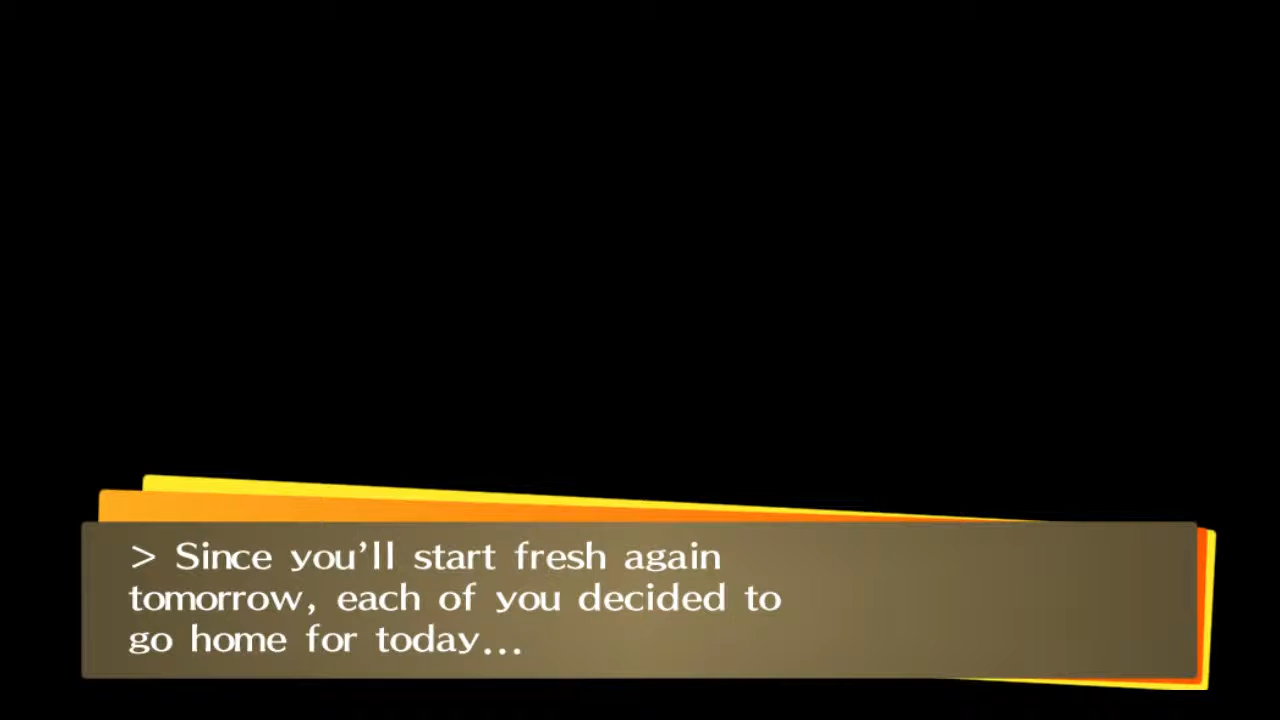 > Since you'll start fresh again
tomorrow, each of you decided to
go home for today...